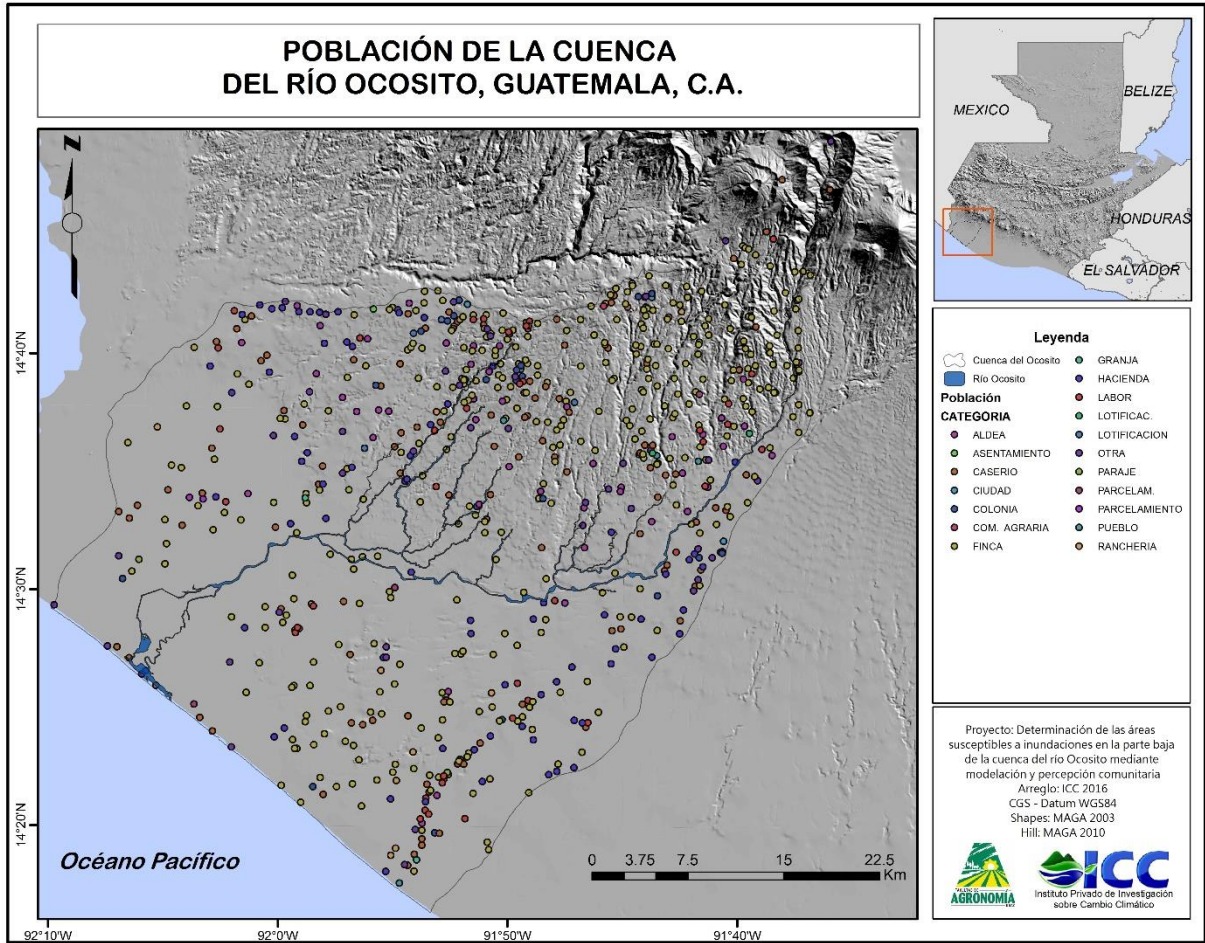 POBLACIÓN DE LA CUENCA
DEL RÍO OCOSITO, GUATEMALA, C.A.
MEXICO
BELIZE
HONDURAS
EL SALVADOR
Z
14°40'N
14°30'N
14°20'N
92°10'W
92°0'W
91°50'W
91°40'W
Océano Pacífico
0 3.75 7.5 15 22.5
Km
Leyenda
Cuenca del Ocosito
Río Ocosito
Población
CATEGORIA
ALDEA
ASENTAMIENTO
CASERIO
CIUDAD
COLONIA
COM. AGRARIA
FINCA
GRANJA
HACIENDA
LABOR
LOTIFICAC.
LOTIFICACION
OTRA
PARAJE
PARCELAM.
PARCELAMIENTO
PUEBLO
RANCHERIA
Proyecto: Determinación de las áreas
susceptibles a inundaciones en la parte baja
de la cuenca del río Ocosito mediante
modelación y percepción comunitaria
Arreglo: ICC 2016
CGS - Datum WGS84
Shapes: MAGA 2003
Hill: MAGA 2010
FACULTAD DE
AGRONOMÍA
ICC
Instituto Privado de Investigación
sobre Cambio Climático